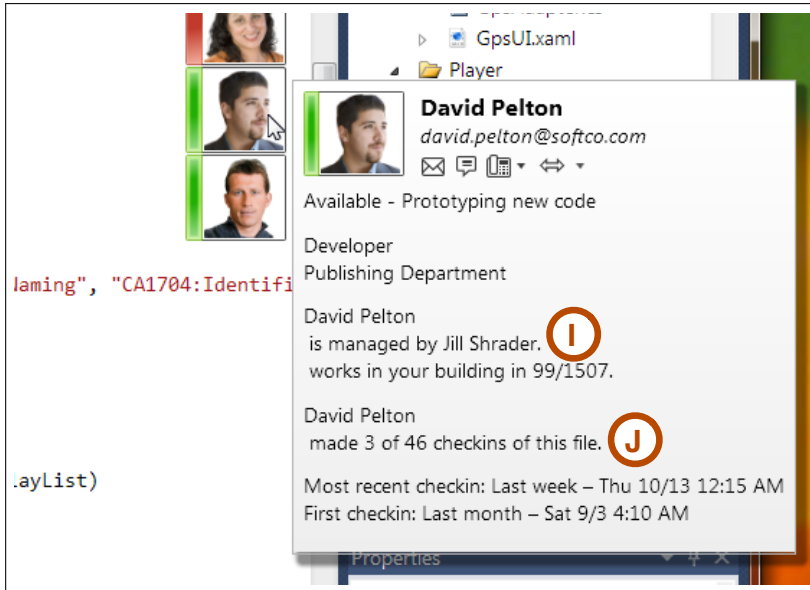 GpsUI.xaml
Player
David Pelton
david.pelton@softco.com
Available - Prototyping new code
Developer
Publishing Department
David Pelton
is managed by Jill Shrader.
I
works in your building in 99/1507.
David Pelton
made 3 of 46 checkins of this file.
J
Most recent checkin: Last week – Thu 10/13 12:15 AM
First checkin: Last month – Sat 9/3 4:10 AM
aming", "CA1704:Identifi
ayList)
Properties